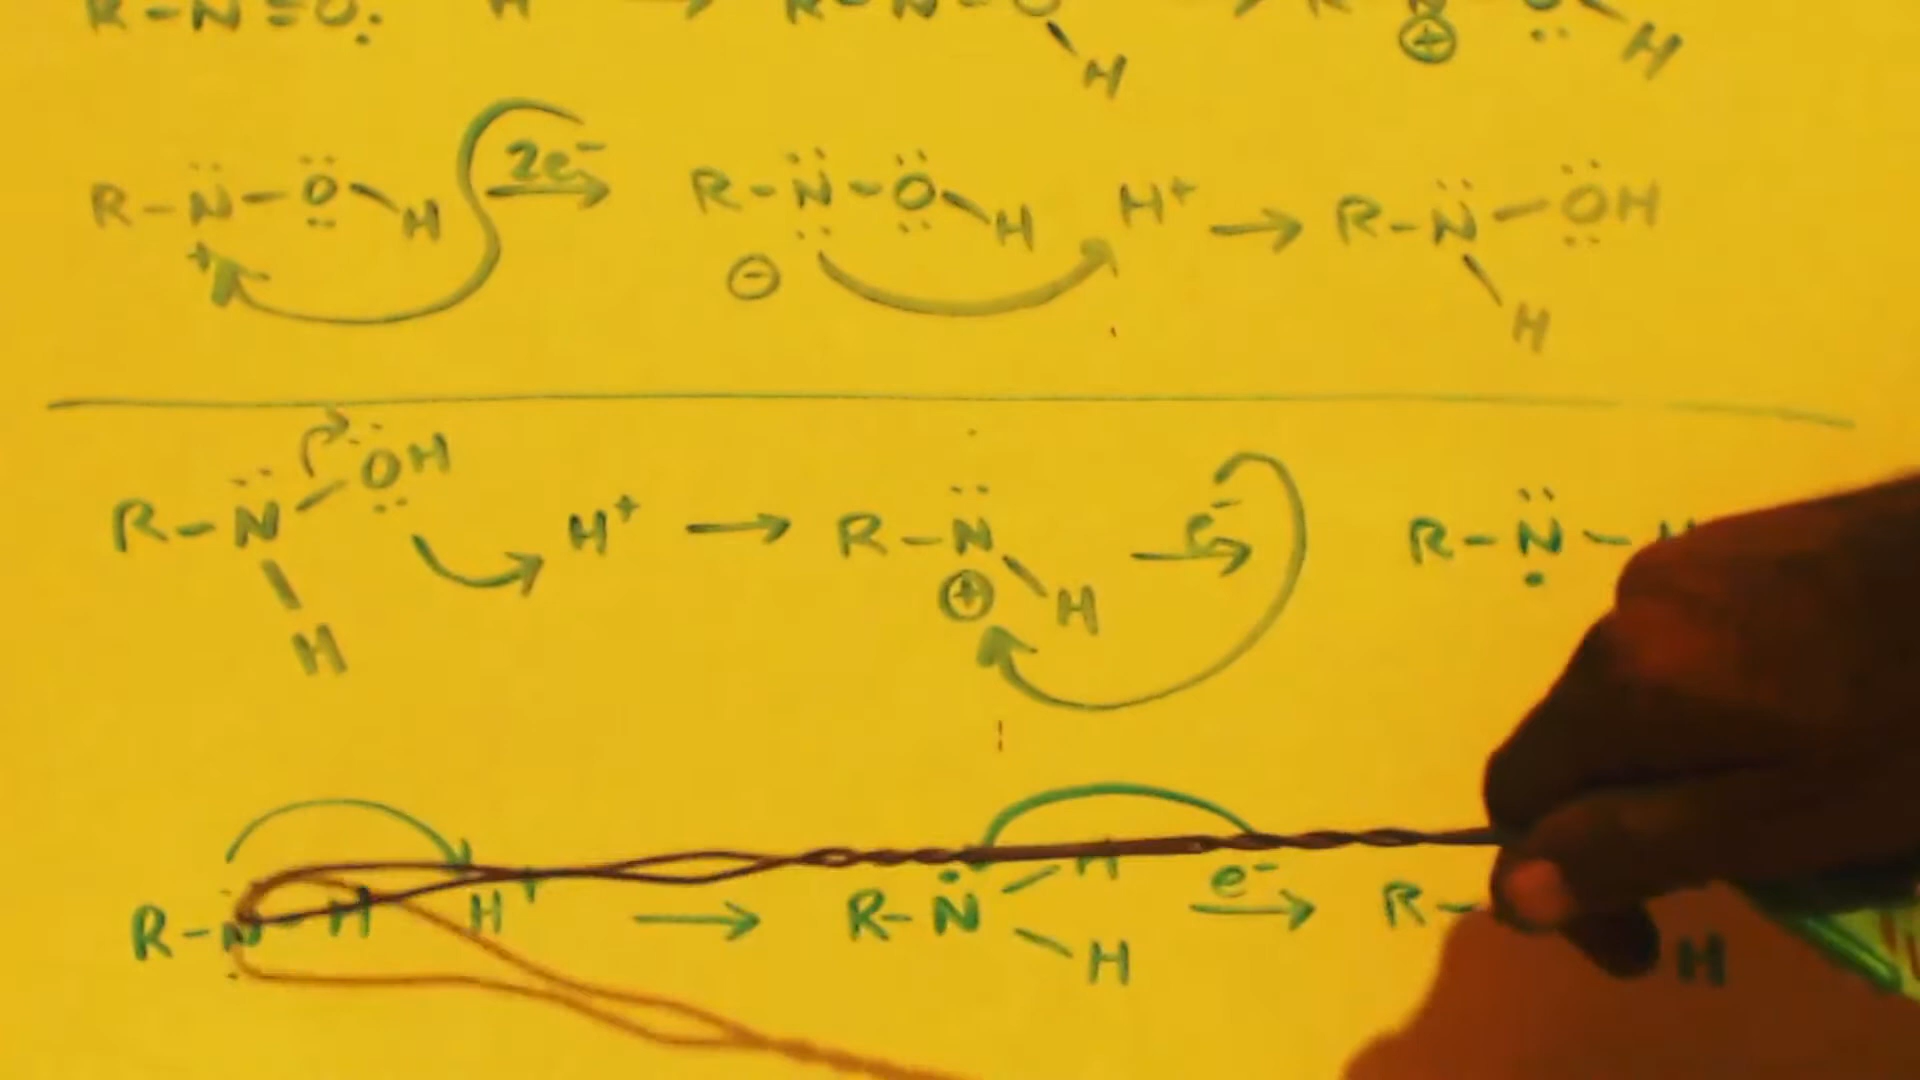 R-N=O: H → R-N-O-H → R-N⊕-O-H
R-N⁺-O-H 2e⁻ → R-N-O-H ⊖ H⁺ → R-N-OH H
R-N-OH H H⁺ → R-N-H ⊕ e⁻ → R-N-H
R-N-H H⁺ → R-N-H H e⁻ → R- H